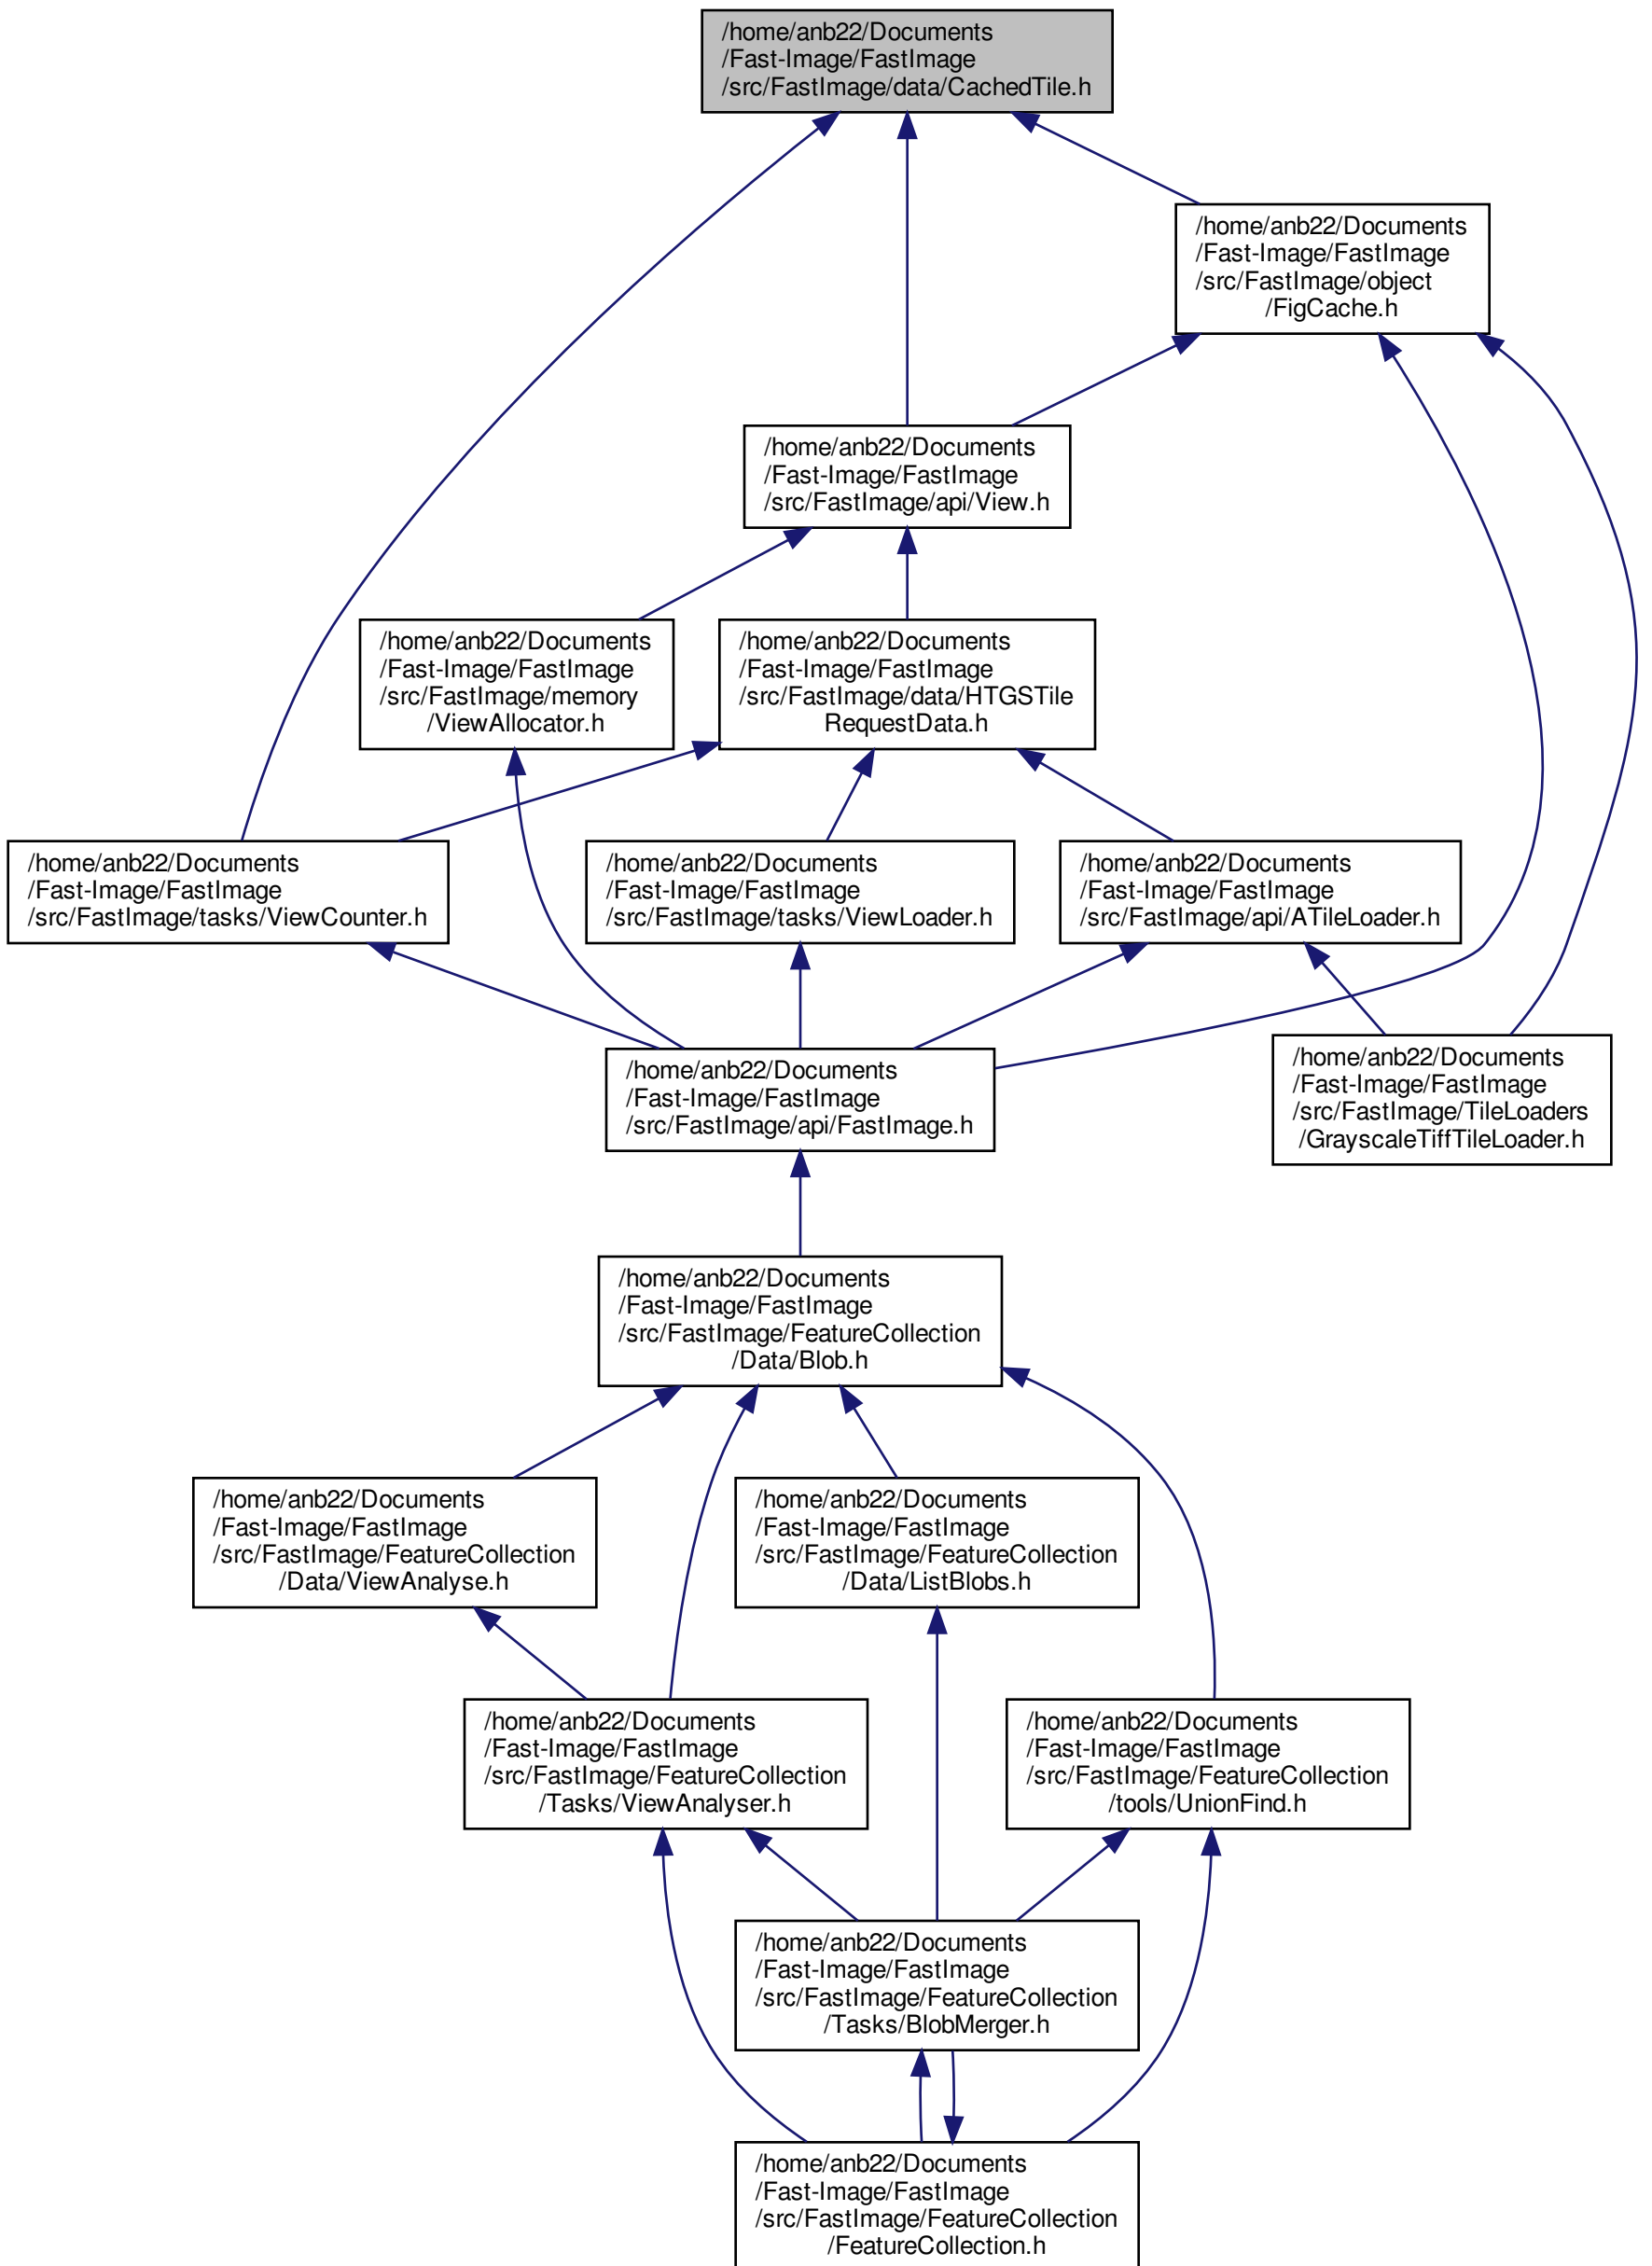 /home/anb22/Documents
/Fast-Image/FastImage
/src/FastImage/data/CachedTile.h
/home/anb22/Documents
/Fast-Image/FastImage
/src/FastImage/object
/FigCache.h
/home/anb22/Documents
/Fast-Image/FastImage
/src/FastImage/api/View.h
/home/anb22/Documents
/Fast-Image/FastImage
/src/FastImage/memory
/ViewAllocator.h
/home/anb22/Documents
/Fast-Image/FastImage
/src/FastImage/data/HTGSTile
RequestData.h
/home/anb22/Documents
/Fast-Image/FastImage
/src/FastImage/tasks/ViewCounter.h
/home/anb22/Documents
/Fast-Image/FastImage
/src/FastImage/tasks/ViewLoader.h
/home/anb22/Documents
/Fast-Image/FastImage
/src/FastImage/api/ATileLoader.h
/home/anb22/Documents
/Fast-Image/FastImage
/src/FastImage/api/FastImage.h
/home/anb22/Documents
/Fast-Image/FastImage
/src/FastImage/TileLoaders
/GrayscaleTiffTileLoader.h
/home/anb22/Documents
/Fast-Image/FastImage
/src/FastImage/FeatureCollection
/Data/Blob.h
/home/anb22/Documents
/Fast-Image/FastImage
/src/FastImage/FeatureCollection
/Data/ViewAnalyse.h
/home/anb22/Documents
/Fast-Image/FastImage
/src/FastImage/FeatureCollection
/Data/ListBlobs.h
/home/anb22/Documents
/Fast-Image/FastImage
/src/FastImage/FeatureCollection
/Tasks/ViewAnalyser.h
/home/anb22/Documents
/Fast-Image/FastImage
/src/FastImage/FeatureCollection
/tools/UnionFind.h
/home/anb22/Documents
/Fast-Image/FastImage
/src/FastImage/FeatureCollection
/Tasks/BlobMerger.h
/home/anb22/Documents
/Fast-Image/FastImage
/src/FastImage/FeatureCollection
/FeatureCollection.h